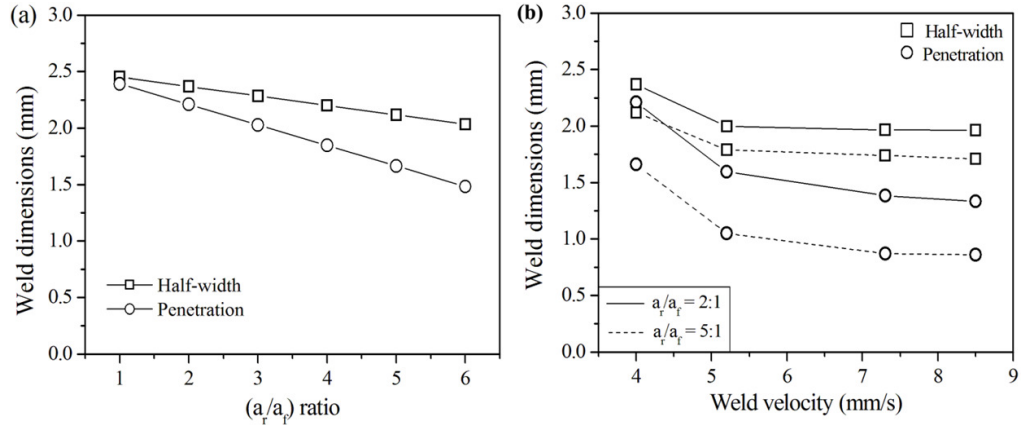 (a)
3.0
2.5
2.0
1.5
1.0
0.5
0.0
Weld dimensions (mm)
Half-width
Penetration
1 2 3 4 5 6
(ar/af) ratio
(b)
3.0
2.5
2.0
1.5
1.0
0.5
0.0
Weld dimensions (mm)
Half-width
Penetration
ar/af = 2:1
ar/af = 5:1
4 5 6 7 8 9
Weld velocity (mm/s)